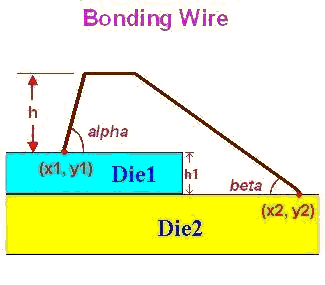 Bonding Wire
h
alpha
(x1, y1)
Die1
h1
beta
(x2, y2)
Die2